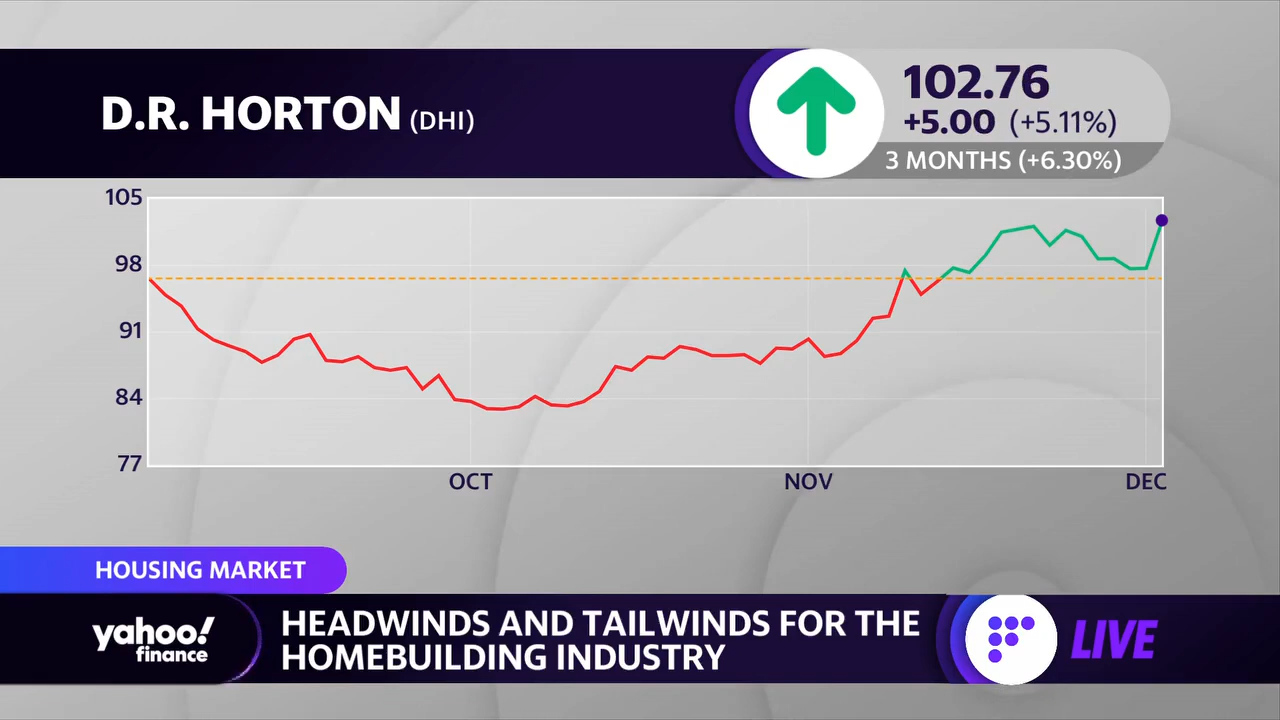 D.R. HORTON (DHI)
102.76
+5.00 (+5.11%)
3 MONTHS (+6.30%)
105
98
91
84
77
OCT NOV DEC
HOUSING MARKET
yahoo!
finance
HEADWINDS AND TAILWINDS FOR THE
HOMEBUILDING INDUSTRY
LIVE